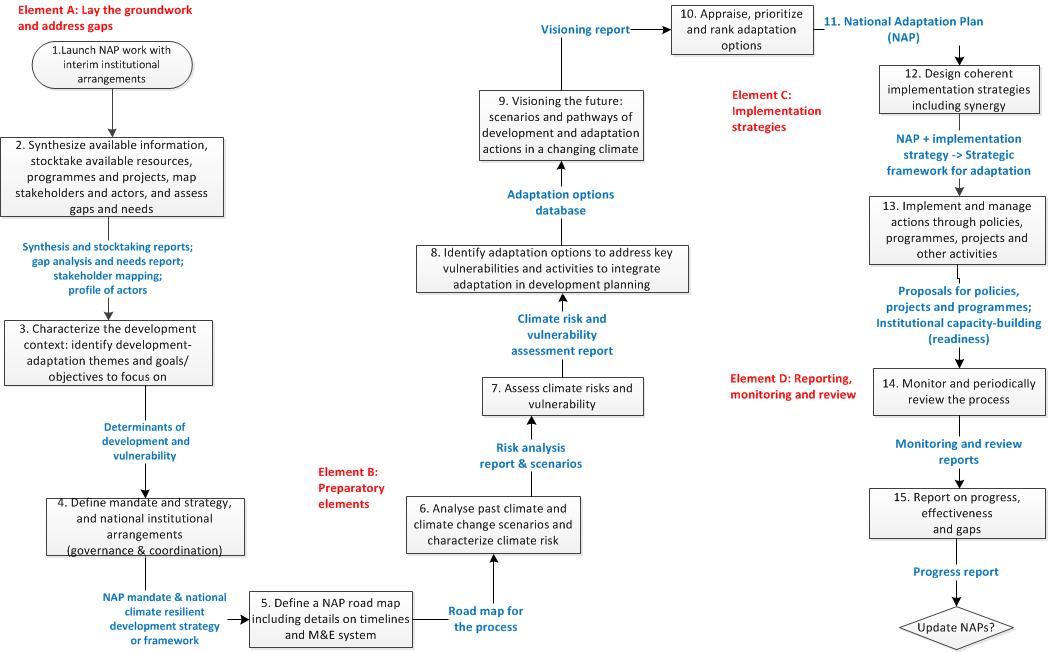 Element A: Lay the groundwork
and address gaps
1.Launch NAP work with
interim institutional
arrangements
2. Synthesize available information,
stocktake available resources,
programmes and projects, map
stakeholders and actors, and assess
gaps and needs
Synthesis and stocktaking reports;
gap analysis and needs report;
stakeholder mapping;
profile of actors
3. Characterize the development
context: identify development-
adaptation themes and goals/
objectives to focus on
Determinants of
development and
vulnerability
4. Define mandate and strategy,
and national institutional
arrangements
(governance & coordination)
NAP mandate & national
climate resilient
development strategy
or framework
5. Define a NAP road map
including details on timelines
and M&E system
Road map for
the process
Element B:
Preparatory
elements
6. Analyse past climate and
climate change scenarios and
characterize climate risk
Risk analysis
report & scenarios
7. Assess climate risks and
vulnerability
Climate risk and
vulnerability
assessment report
8. Identify adaptation options to address key
vulnerabilities and activities to integrate
adaptation in development planning
Adaptation options
database
9. Visioning the future:
scenarios and pathways of
development and adaptation
actions in a changing climate
Visioning report
10. Appraise, prioritize
and rank adaptation
options
11. National Adaptation Plan
(NAP)
Element C:
Implementation
strategies
12. Design coherent
implementation strategies
including synergy
NAP + implementation
strategy -> Strategic
framework for adaptation
13. Implement and manage
actions through policies,
programmes, projects and
other activities
Proposals for policies,
projects and programmes;
Institutional capacity-building
(readiness)
Element D: Reporting,
monitoring and review
14. Monitor and periodically
review the process
Monitoring and review
reports
15. Report on progress,
effectiveness
and gaps
Progress report
Update NAPs?